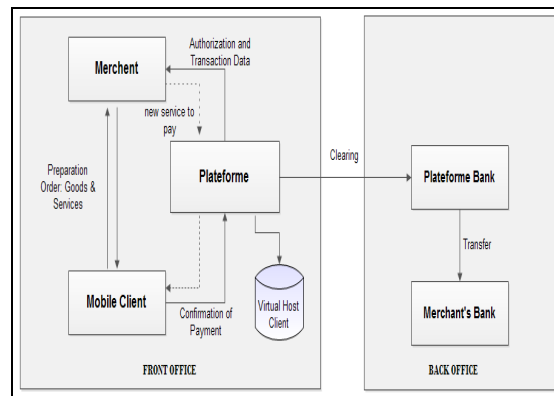 Authorization and
Transaction Data
Merchent
new service to
pay
Preparation
Order: Goods &
Services
Plateforme
Clearing
Plateforme Bank
Transfer
Mobile Client
Confirmation of
Payment
Virtual Host
Client
Merchant's Bank
FRONT OFFICE
BACK OFFICE